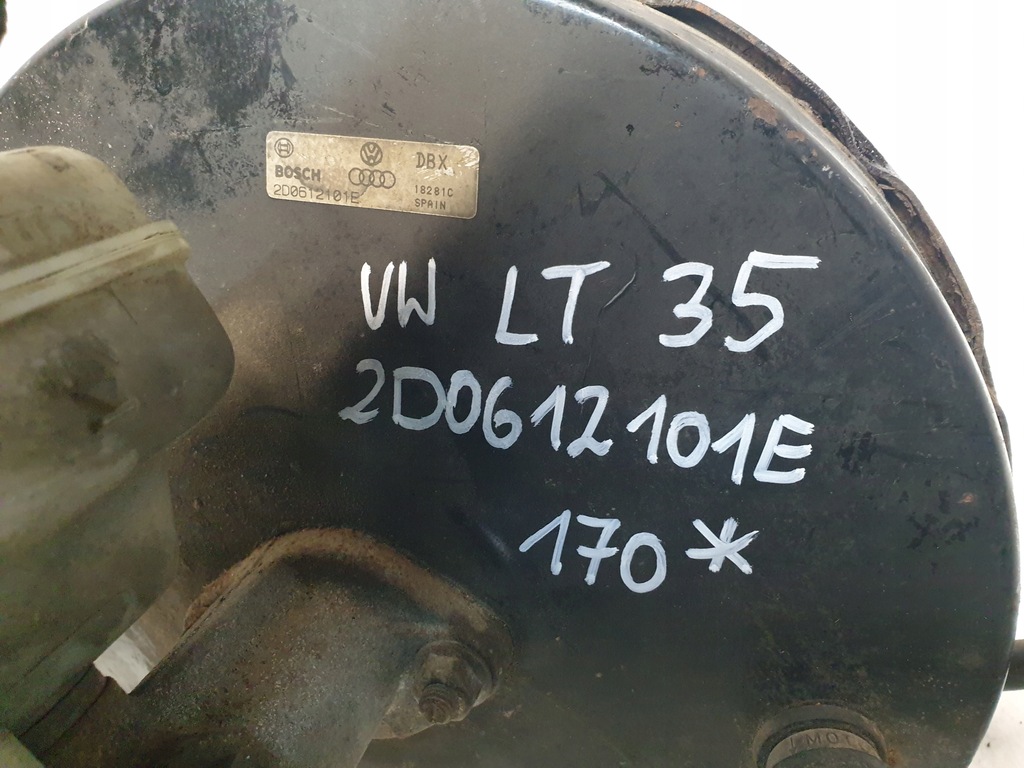 BOSCH
DBX
2D0612101E
18281C
SPAIN
VW LT 35
2D0612101E
170*